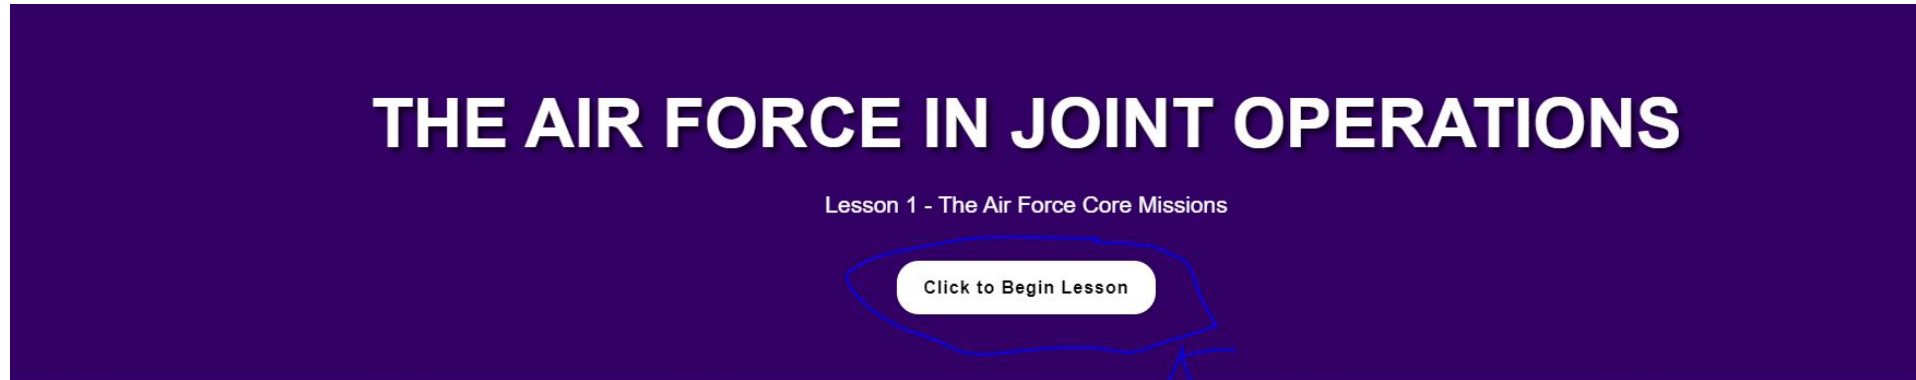 THE AIR FORCE IN JOINT OPERATIONS
Lesson 1 - The Air Force Core Missions
Click to Begin Lesson